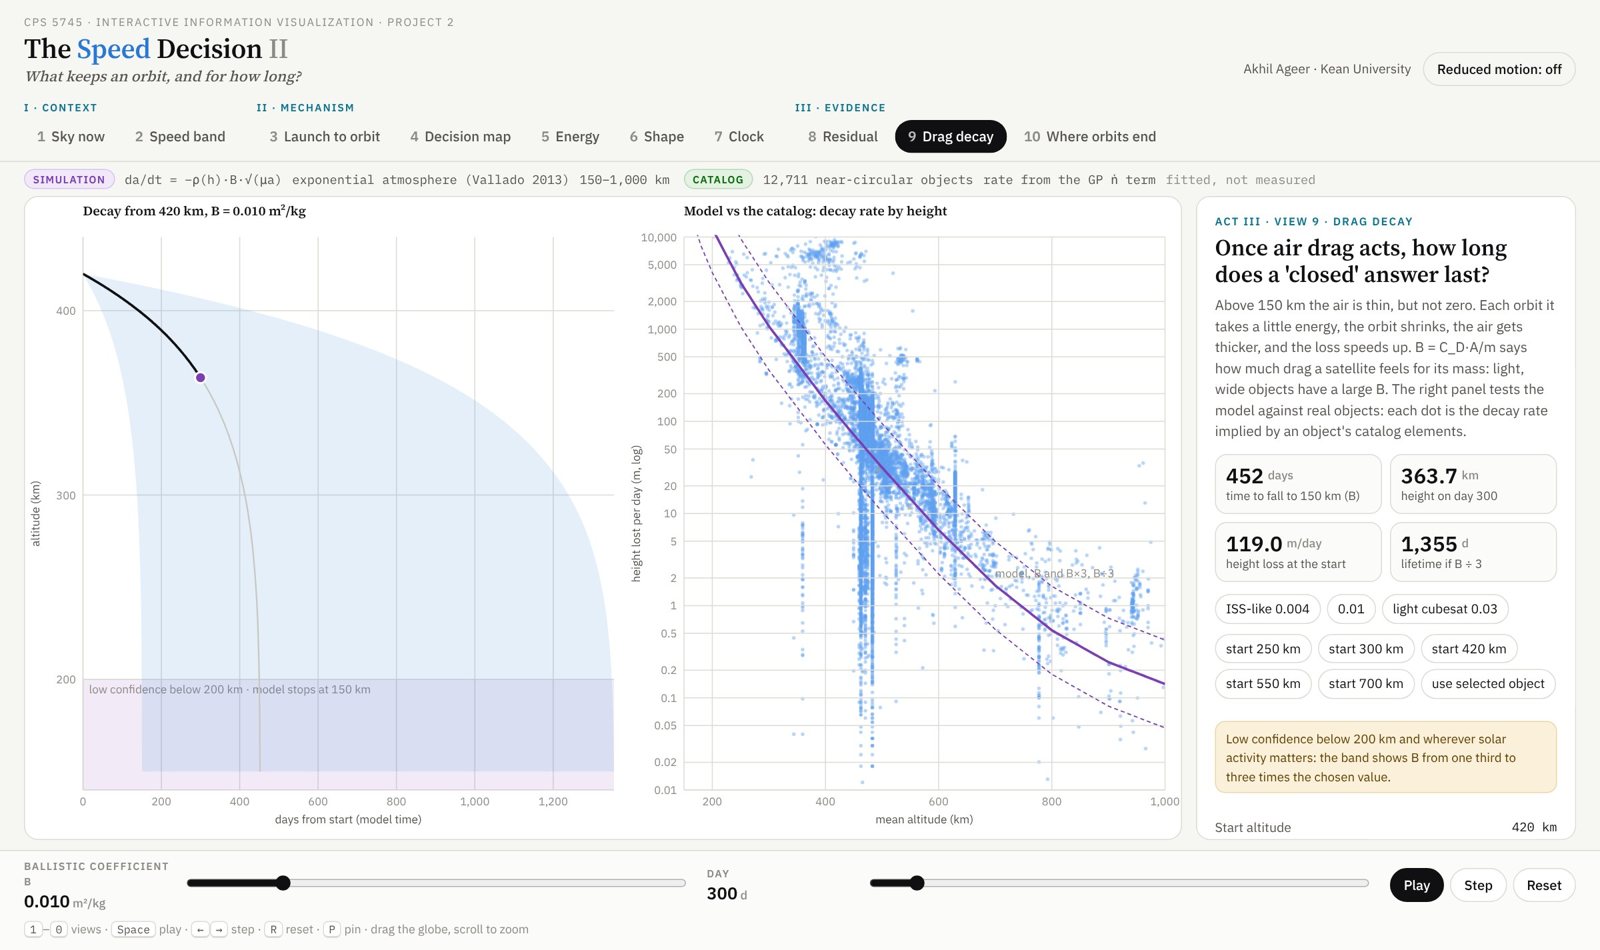 CPS 5745 · INTERACTIVE INFORMATION VISUALIZATION · PROJECT 2
The Speed Decision II
What keeps an orbit, and for how long?
Akhil Ageer · Kean University
Reduced motion: off
I · CONTEXT
II · MECHANISM
III · EVIDENCE
1 Sky now
2 Speed band
3 Launch to orbit
4 Decision map
5 Energy
6 Shape
7 Clock
8 Residual
9 Drag decay
10 Where orbits end
SIMULATION da/dt = −ρ(h)·B·√(μa) exponential atmosphere (Vallado 2013) 150–1,000 km
CATALOG 12,711 near-circular objects rate from the GP ṅ term fitted, not measured
Decay from 420 km, B = 0.010 m²/kg
400
300
200
altitude (km)
low confidence below 200 km · model stops at 150 km
0 200 400 600 800 1,000 1,200
days from start (model time)
Model vs the catalog: decay rate by height
10,000
5,000
2,000
1,000
500
200
100
50
20
10
5
2
1
0.5
0.2
0.1
0.05
0.02
0.01
height lost per day (m, log)
model, B and B×3, B÷3
200 400 600 800 1,000
mean altitude (km)
ACT III · VIEW 9 · DRAG DECAY
Once air drag acts, how long
does a 'closed' answer last?
Above 150 km the air is thin, but not zero. Each orbit it
takes a little energy, the orbit shrinks, the air gets
thicker, and the loss speeds up. B = C_D·A/m says
how much drag a satellite feels for its mass: light,
wide objects have a large B. The right panel tests the
model against real objects: each dot is the decay rate
implied by an object's catalog elements.
452 days
time to fall to 150 km (B)
363.7 km
height on day 300
119.0 m/day
height loss at the start
1,355 d
lifetime if B ÷ 3
ISS-like 0.004
0.01
light cubesat 0.03
start 250 km
start 300 km
start 420 km
start 550 km
start 700 km
use selected object
Low confidence below 200 km and wherever solar
activity matters: the band shows B from one third to
three times the chosen value.
Start altitude 420 km
BALLISTIC COEFFICIENT
B
0.010 m²/kg
DAY
300 d
Play
Step
Reset
1–0 views · Space play · ← → step · R reset · P pin · drag the globe, scroll to zoom